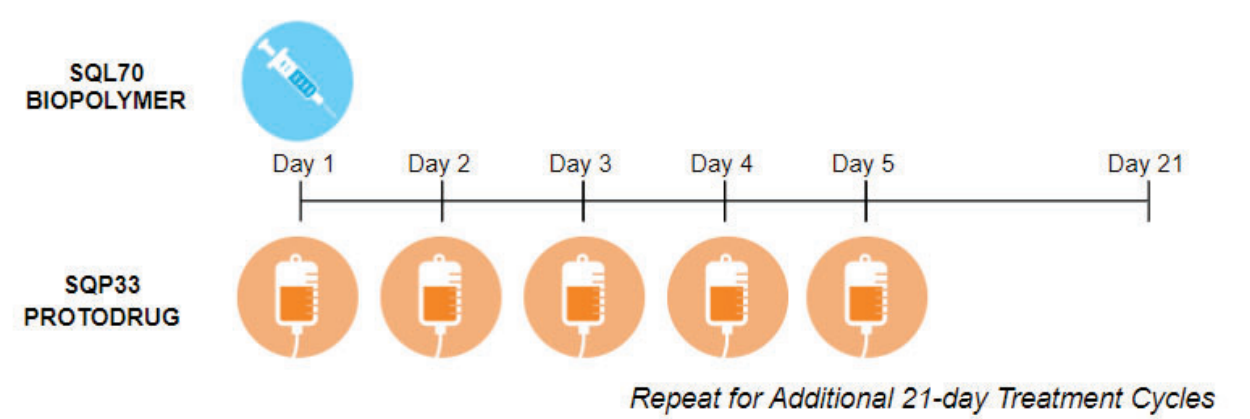 SQL70
BIOPOLYMER
Day 1 Day 2 Day 3 Day 4 Day 5 Day 21
SQP33
PROTODRUG
Repeat for Additional 21-day Treatment Cycles